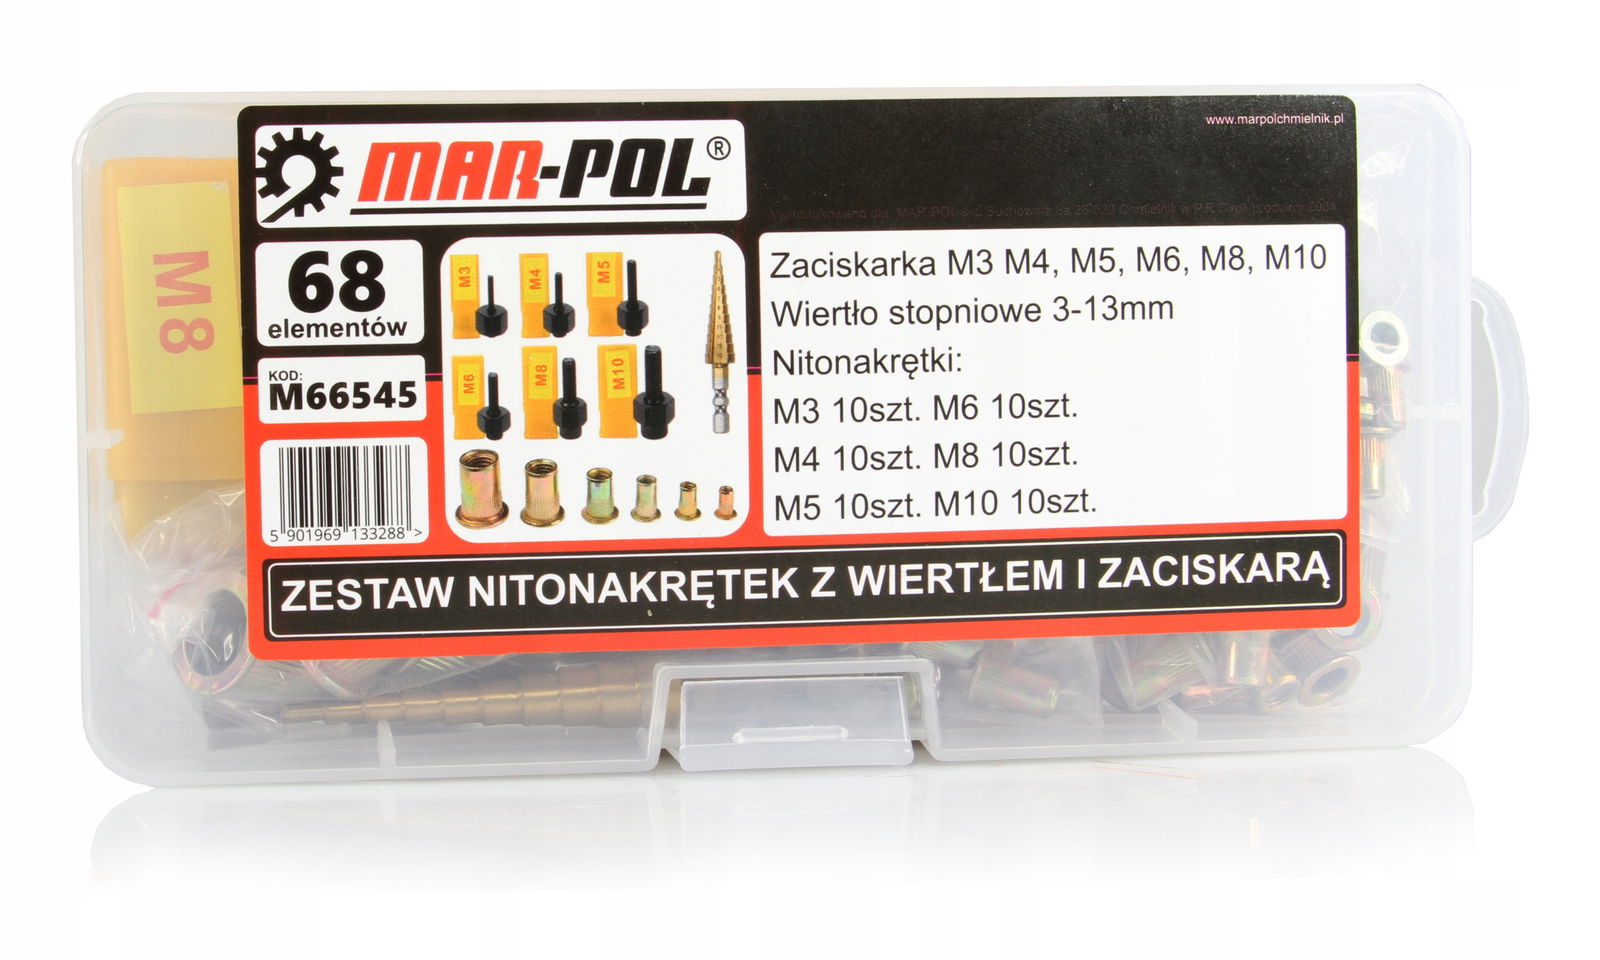 www.marpolchmielnik.pl
MAR-POL®
68
elementów
KOD:
M66545
5 901969 133288 >
M3
M4
M5
M6
M8
M10
Zaciskarka M3 M4, M5, M6, M8, M10
Wiertło stopniowe 3-13mm
Nitonakrętki:
M3 10szt. M6 10szt.
M4 10szt. M8 10szt.
M5 10szt. M10 10szt.
ZESTAW NITONAKRĘTEK Z WIERTŁEM I ZACISKARĄ
M8